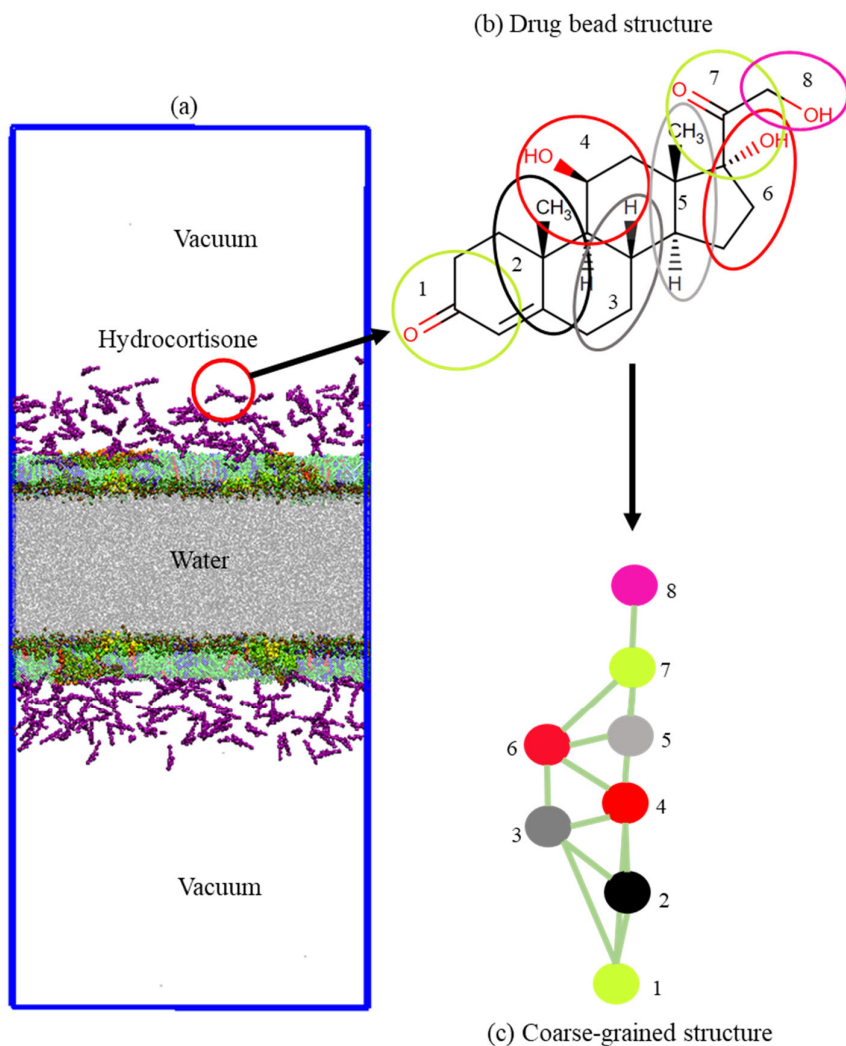 (b) Drug bead structure
(a)
7
8
O
OH
CH3
OH
4
HO
5
6
Vacuum
CH3
H
2
H
H
1
3
O
Hydrocortisone
Water
8
7
6
5
4
3
2
Vacuum
1
(c) Coarse-grained structure